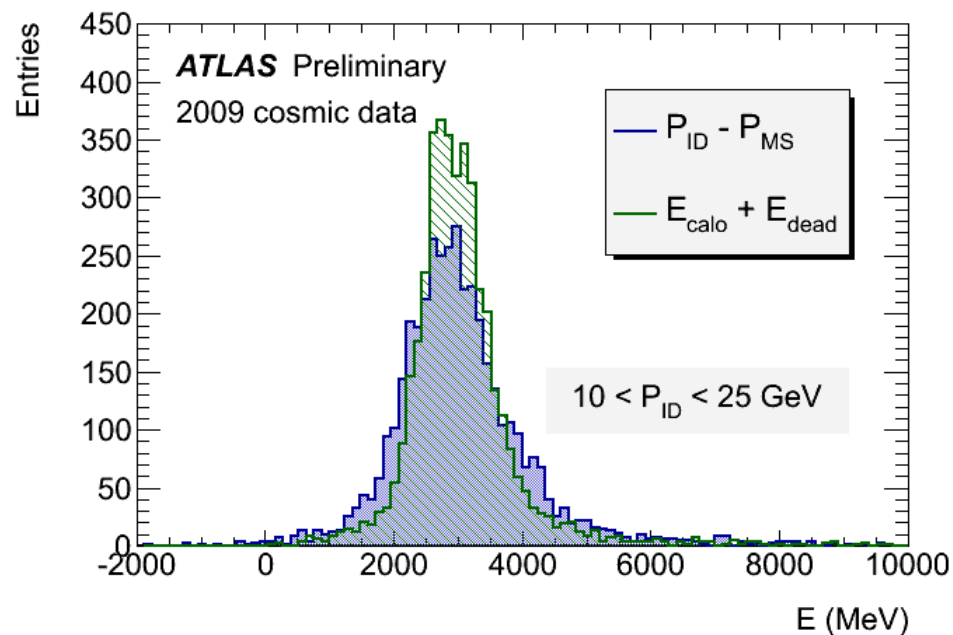 Entries
450
400
350
300
250
200
150
100
50
0
ATLAS Preliminary
2009 cosmic data
P_ID - P_MS
E_calo + E_dead
10 < P_ID < 25 GeV
-2000 0 2000 4000 6000 8000 10000
E (MeV)